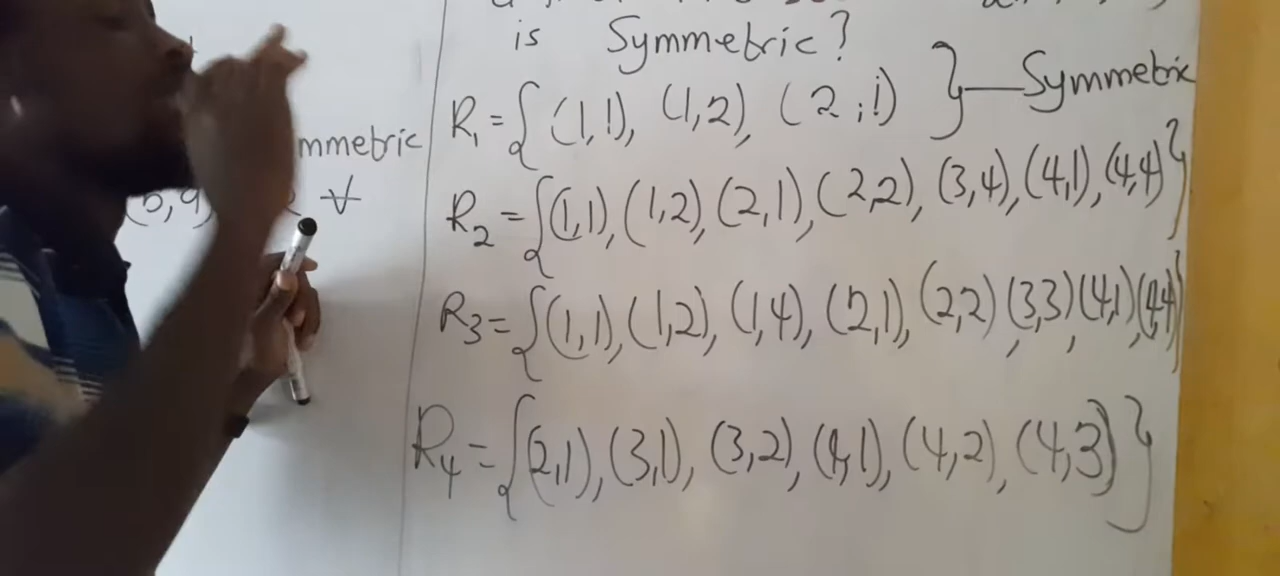 is Symmetric?
R₁ = { (1,1), (1,2), (2,1) } — Symmetric
mmetric
(b,a) ∀
R₂ = {(1,1), (1,2), (2,1), (2,2), (3,4), (4,1), (4,4)}
R₃ = {(1,1), (1,2), (1,4), (2,1), (2,2), (3,3), (4,1), (4,4)}
R₄ = {(2,1), (3,1), (3,2), (4,1), (4,2), (4,3)}